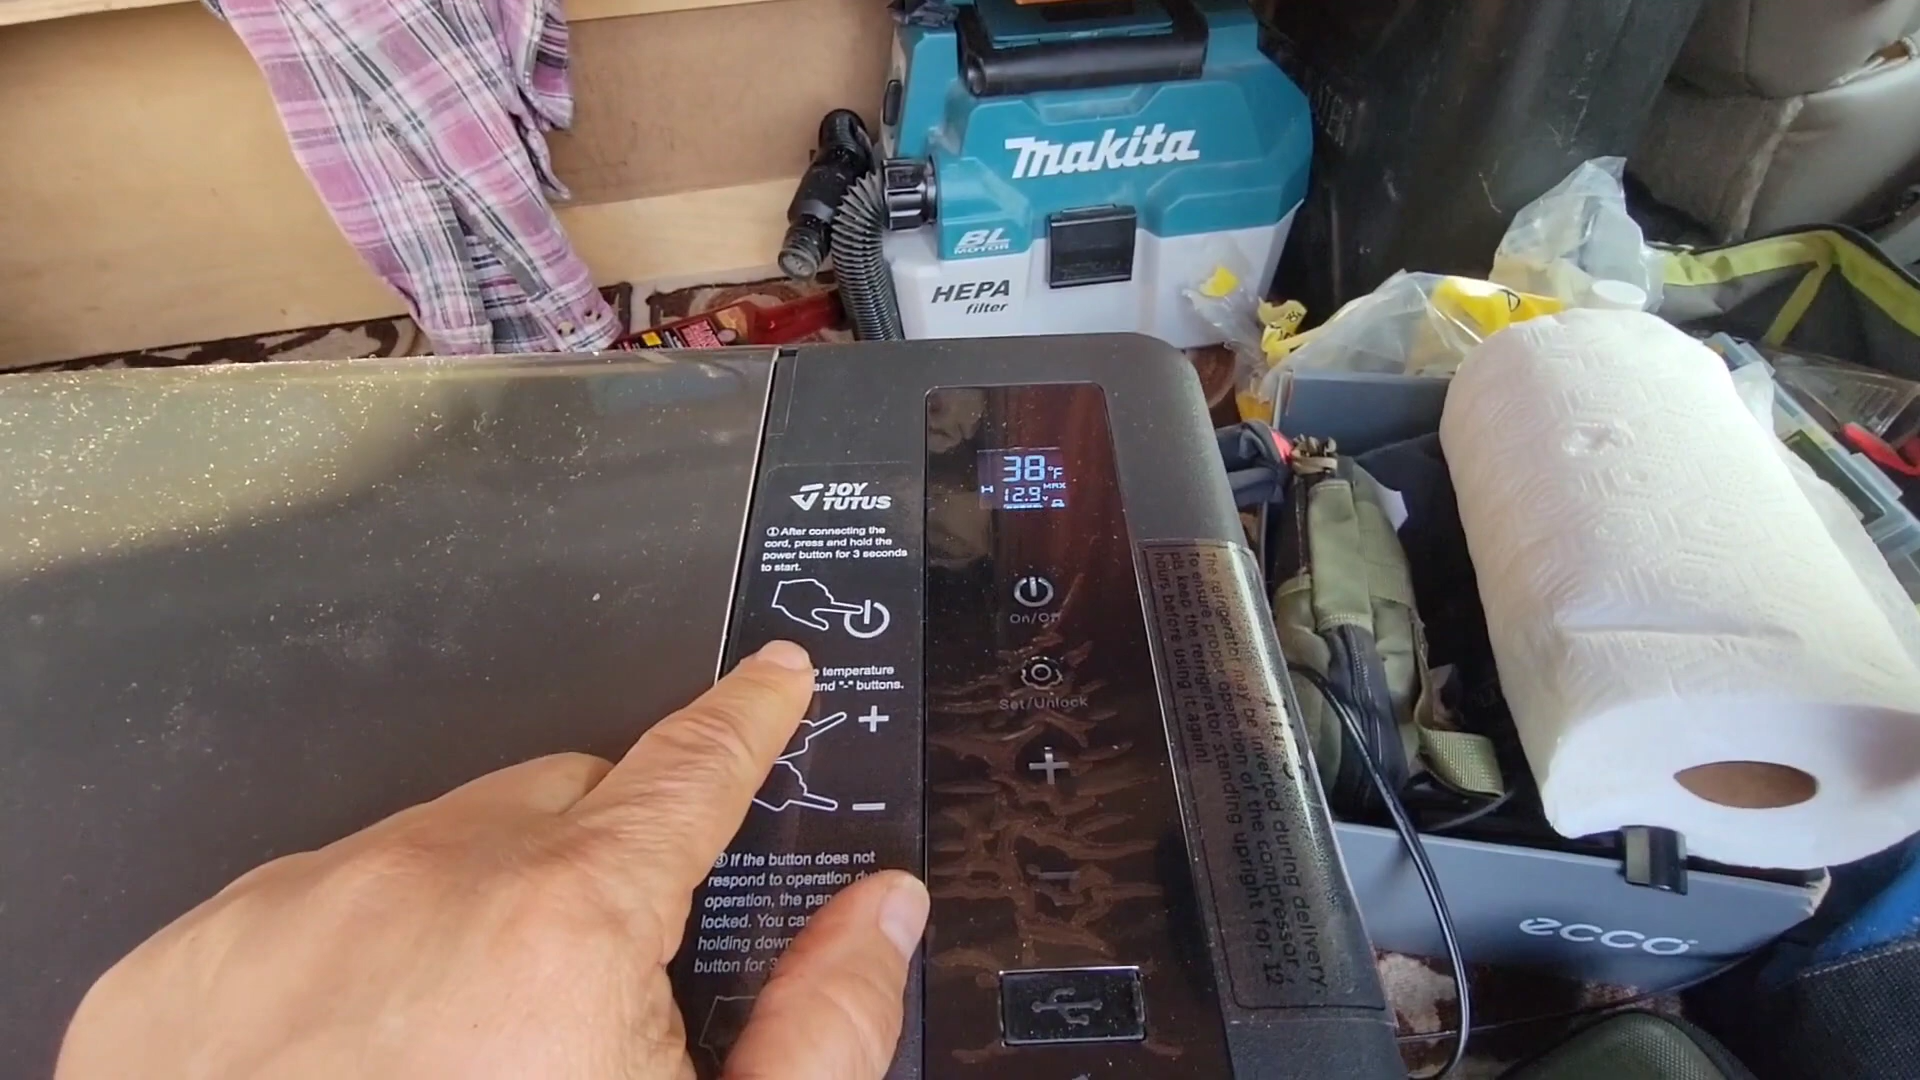 Makita
BL
MOTOR
HEPA
filter
38°F
H 12.9v MAX
JOY
TUTUS
① After connecting the
cord, press and hold the
power button for 3 seconds
to start.
temperature
and "-" buttons.
+
−
③ If the button does not
respond to operation
operation, the
locked. You
holding
button for
On/Off
Set/Unlock
+
−
The refrigerator may be inverted during delivery.
To ensure proper operation of the compressor,
pls keep the refrigerator standing upright for 12
hours before using it again!
ecco